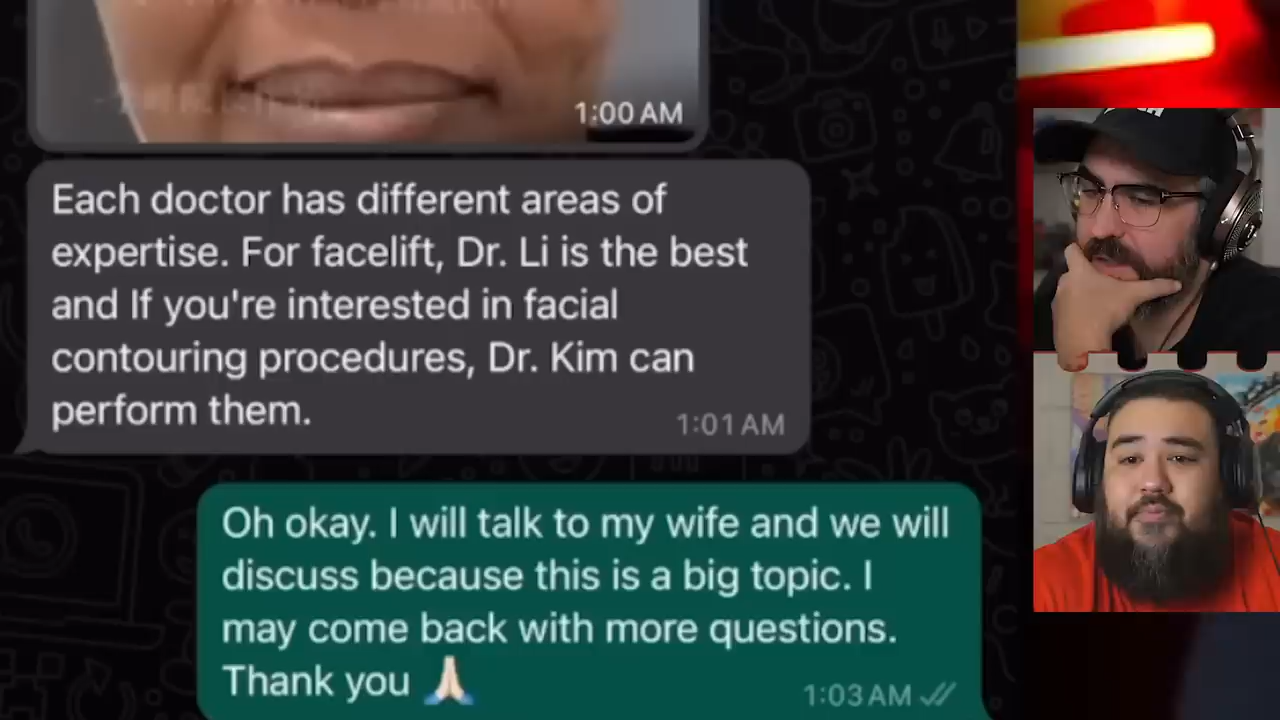 1:00 AM
Each doctor has different areas of
expertise. For facelift, Dr. Li is the best
and If you're interested in facial
contouring procedures, Dr. Kim can
perform them.
1:01 AM
Oh okay. I will talk to my wife and we will
discuss because this is a big topic. I
may come back with more questions.
Thank you 🙏🏻
1:03 AM